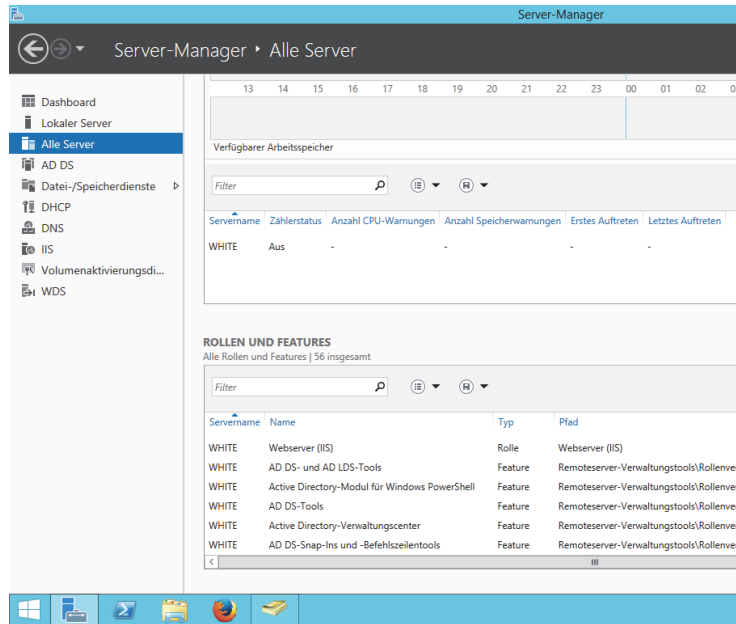 Server-Manager
Server-Manager • Alle Server
Dashboard
Lokaler Server
Alle Server
AD DS
Datei-/Speicherdienste
DHCP
DNS
IIS
Volumenaktivierungsdi...
WDS
13 14 15 16 17 18 19 20 21 22 23 00 01 02
Verfügbarer Arbeitsspeicher
Filter
Servername Zählerstatus Anzahl CPU-Warnungen Anzahl Speicherwarnungen Erstes Auftreten Letztes Auftreten
WHITE Aus - - - -
ROLLEN UND FEATURES
Alle Rollen und Features | 56 insgesamt
Filter
Servername Name Typ Pfad
WHITE Webserver (IIS) Rolle Webserver (IIS)
WHITE AD DS- und AD LDS-Tools Feature Remoteserver-Verwaltungstools\Rollenve
WHITE Active Directory-Modul für Windows PowerShell Feature Remoteserver-Verwaltungstools\Rollenve
WHITE AD DS-Tools Feature Remoteserver-Verwaltungstools\Rollenve
WHITE Active Directory-Verwaltungscenter Feature Remoteserver-Verwaltungstools\Rollenve
WHITE AD DS-Snap-Ins und -Befehlszeilentools Feature Remoteserver-Verwaltungstools\Rollenve